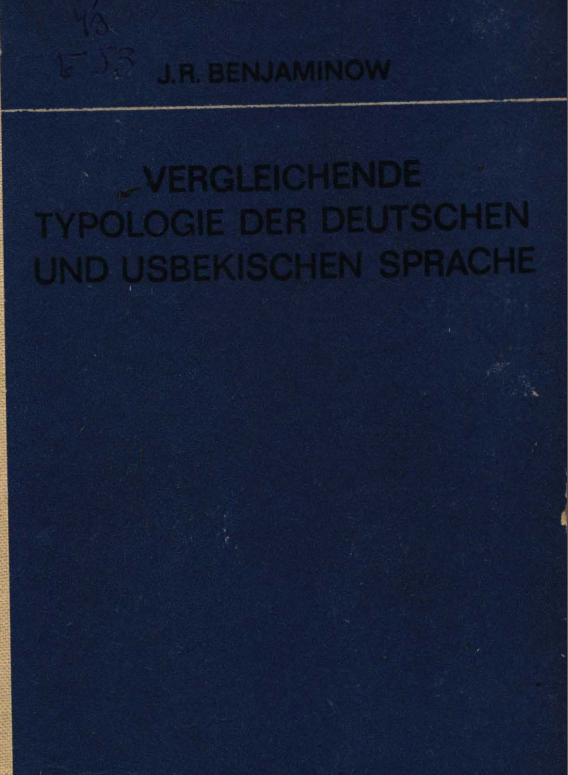 J. R. BENJAMINOW
VERGLEICHENDE
TYPOLOGIE DER DEUTSCHEN
UND USBEKISCHEN SPRACHE